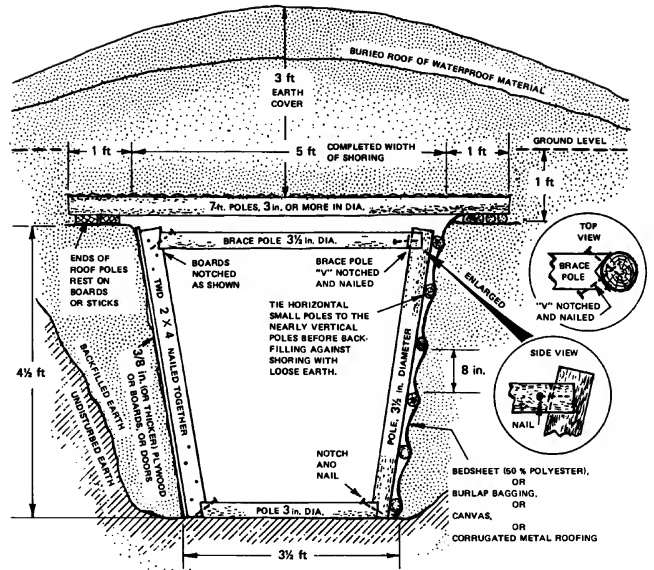 3 ft
EARTH
COVER
BURIED ROOF OF WATERPROOF MATERIAL
GROUND LEVEL
1 ft
5 ft
COMPLETED WIDTH
OF SHORING
1 ft
1 ft
7-ft. POLES, 3 in. OR MORE IN DIA.
ENDS OF
ROOF POLES
REST ON
BOARDS
OR STICKS
BRACE POLE 3½ in. DIA.
BOARDS
NOTCHED
AS SHOWN
BRACE POLE
"V" NOTCHED
AND NAILED
TIE HORIZONTAL
SMALL POLES TO THE
NEARLY VERTICAL
POLES BEFORE BACK-
FILLING AGAINST
SHORING WITH
LOOSE EARTH.
ENLARGED
TOP
VIEW
BRACE
POLE
"V" NOTCHED
AND NAILED
SIDE VIEW
NAIL
8 in.
4½ ft
BACKFILLED EARTH
UNDISTURBED EARTH
3/8 in. (OR THICKER) PLYWOOD
OR BOARDS, OR DOORS
TWO 2 X 4 NAILED TOGETHER
POLE, 3½ in. DIAMETER
NOTCH
ANO
NAIL
POLE 3 in. DIA.
3½ ft
BEDSHEET (50 % POLYESTER),
OR
BURLAP BAGGING,
OR
CANVAS,
OR
CORRUGATED METAL ROOFING